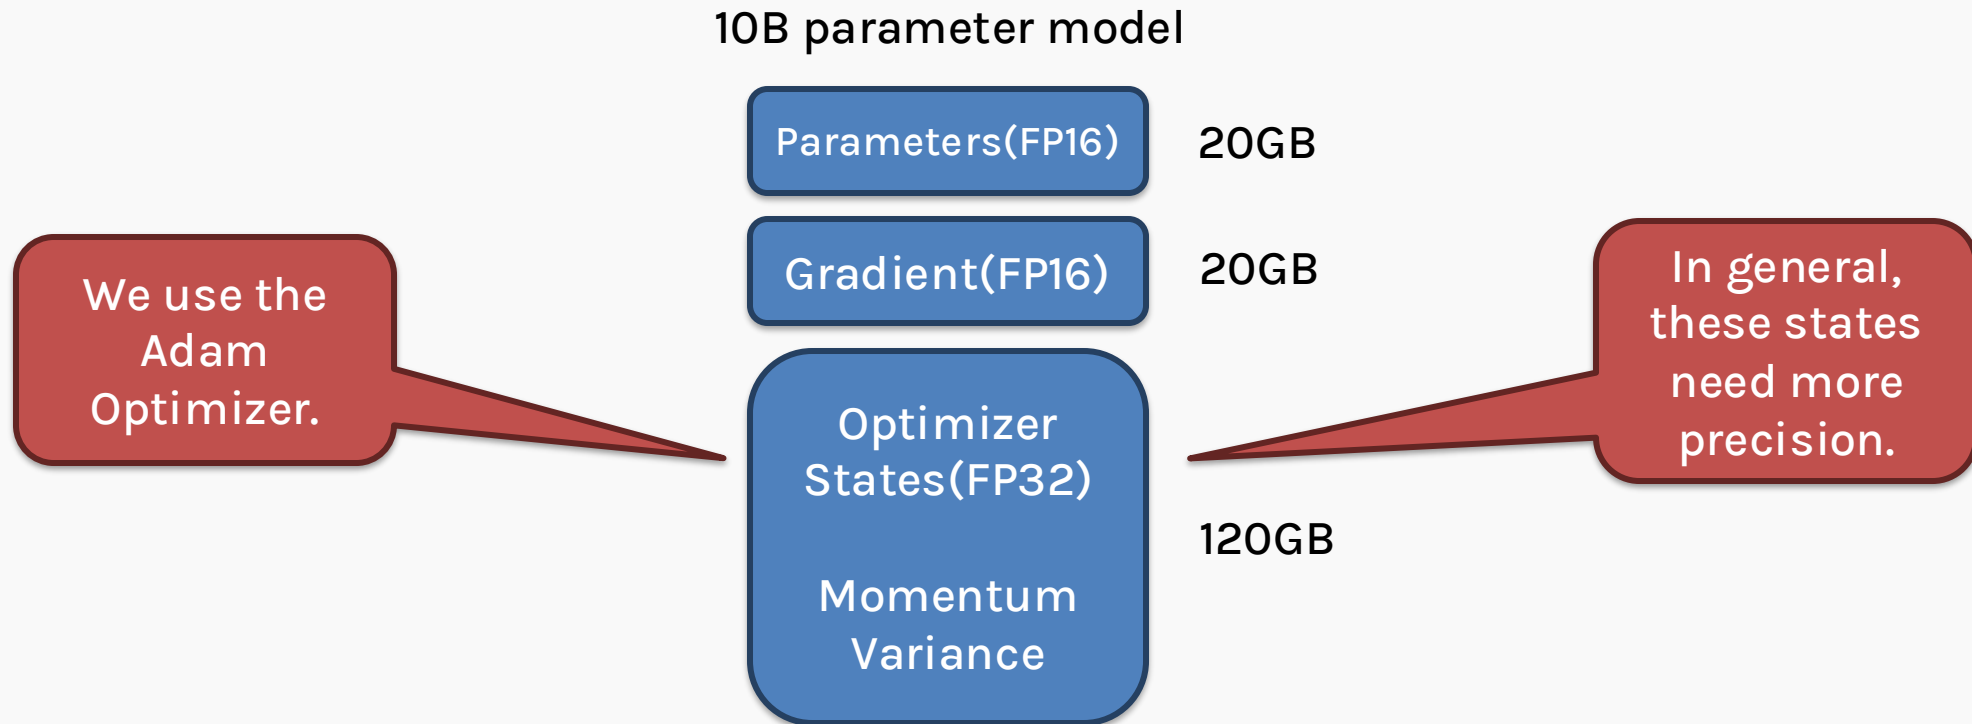 10B parameter model
Parameters(FP16)
20GB
Gradient(FP16)
20GB
We use the
Adam
Optimizer.
In general,
these states
need more
precision.
Optimizer
States(FP32)
120GB
Momentum
Variance